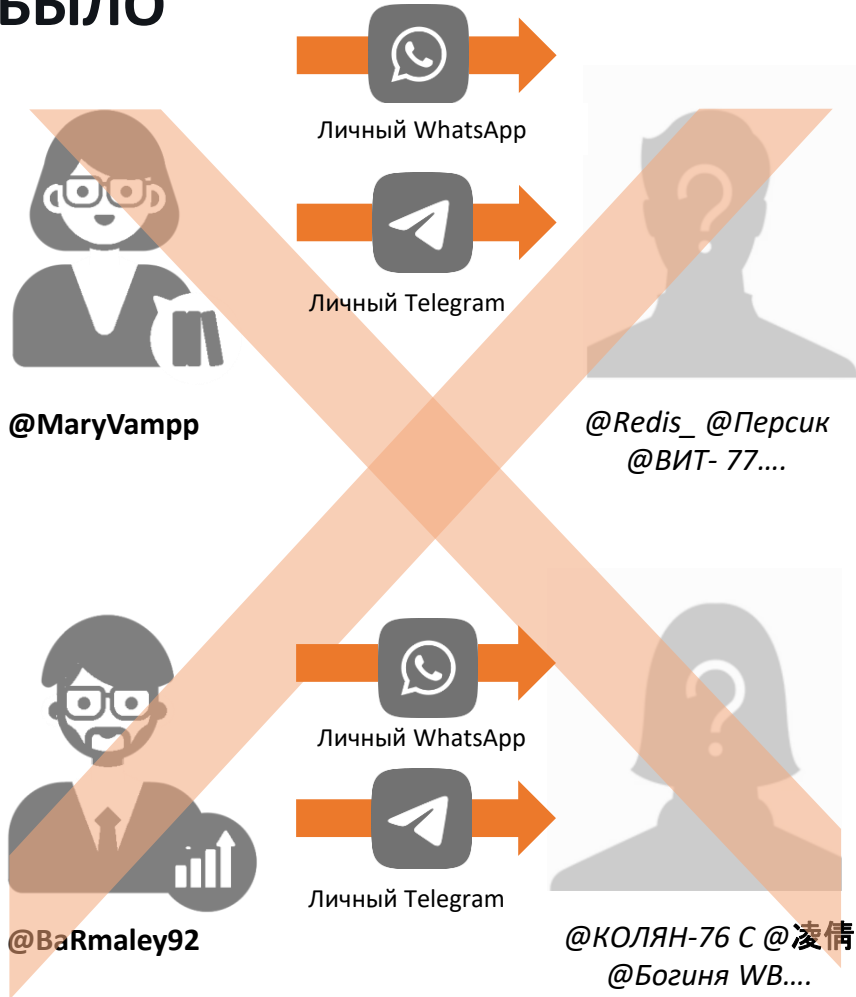 БЫЛО
Личный WhatsApp
Личный Telegram
@MaryVampp
@Redis_ @Персик
@ВИТ- 77....
Личный WhatsApp
Личный Telegram
@BaRmaley92
@КОЛЯН-76 С @凌倩
@Богиня WB....